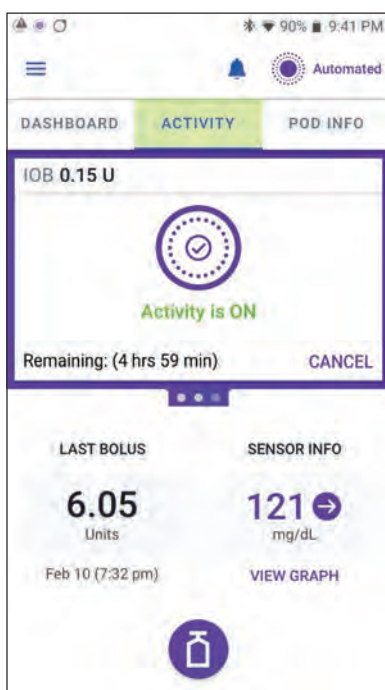 90% 9:41 PM
Automated
DASHBOARD ACTIVITY POD INFO
IOB 0.15 U
Activity is ON
Remaining: (4 hrs 59 min) CANCEL
LAST BOLUS SENSOR INFO
6.05 121
Units mg/dL
Feb 10 (7:32 pm) VIEW GRAPH